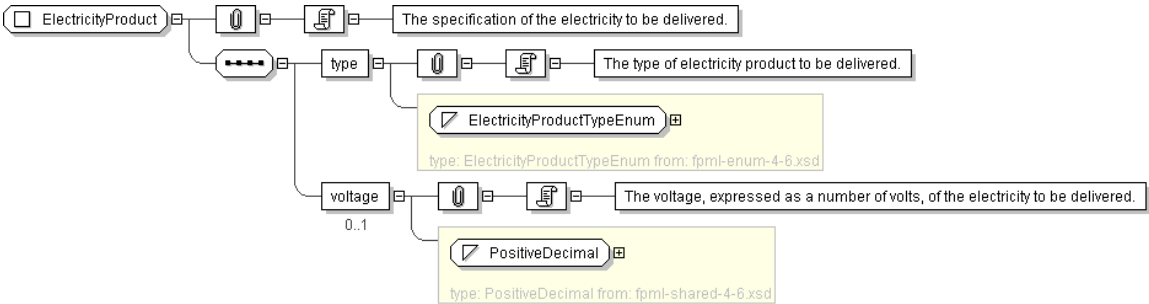 ElectricityProduct
The specification of the electricity to be delivered.
type
The type of electricity product to be delivered.
ElectricityProductTypeEnum
type: ElectricityProductTypeEnum from: fpml-enum-4-6.xsd
voltage
The voltage, expressed as a number of volts, of the electricity to be delivered.
0..1
PositiveDecimal
type: PositiveDecimal from: fpml-shared-4-6.xsd